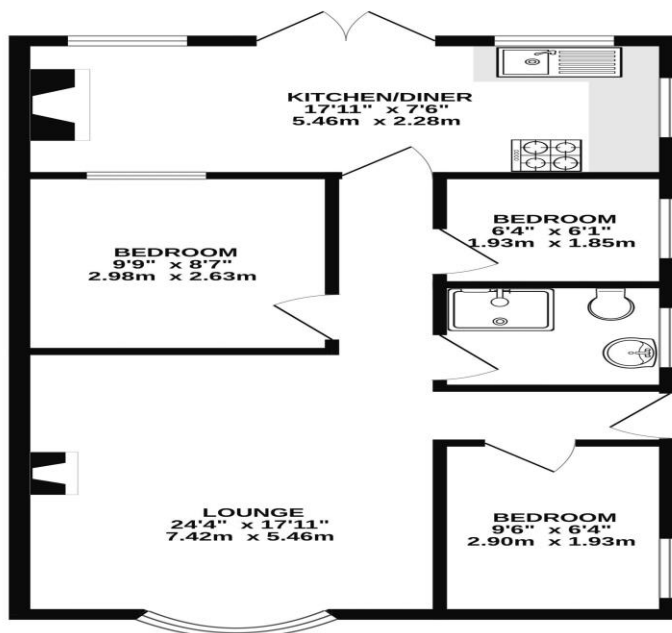 KITCHEN/DINER
17'11" x 7'6"
5.46m x 2.28m
BEDROOM
6'4" x 6'1"
1.93m x 1.85m
BEDROOM
9'9" x 8'7"
2.98m x 2.63m
LOUNGE
24'4" x 17'11"
7.42m x 5.46m
BEDROOM
9'6" x 6'4"
2.90m x 1.93m